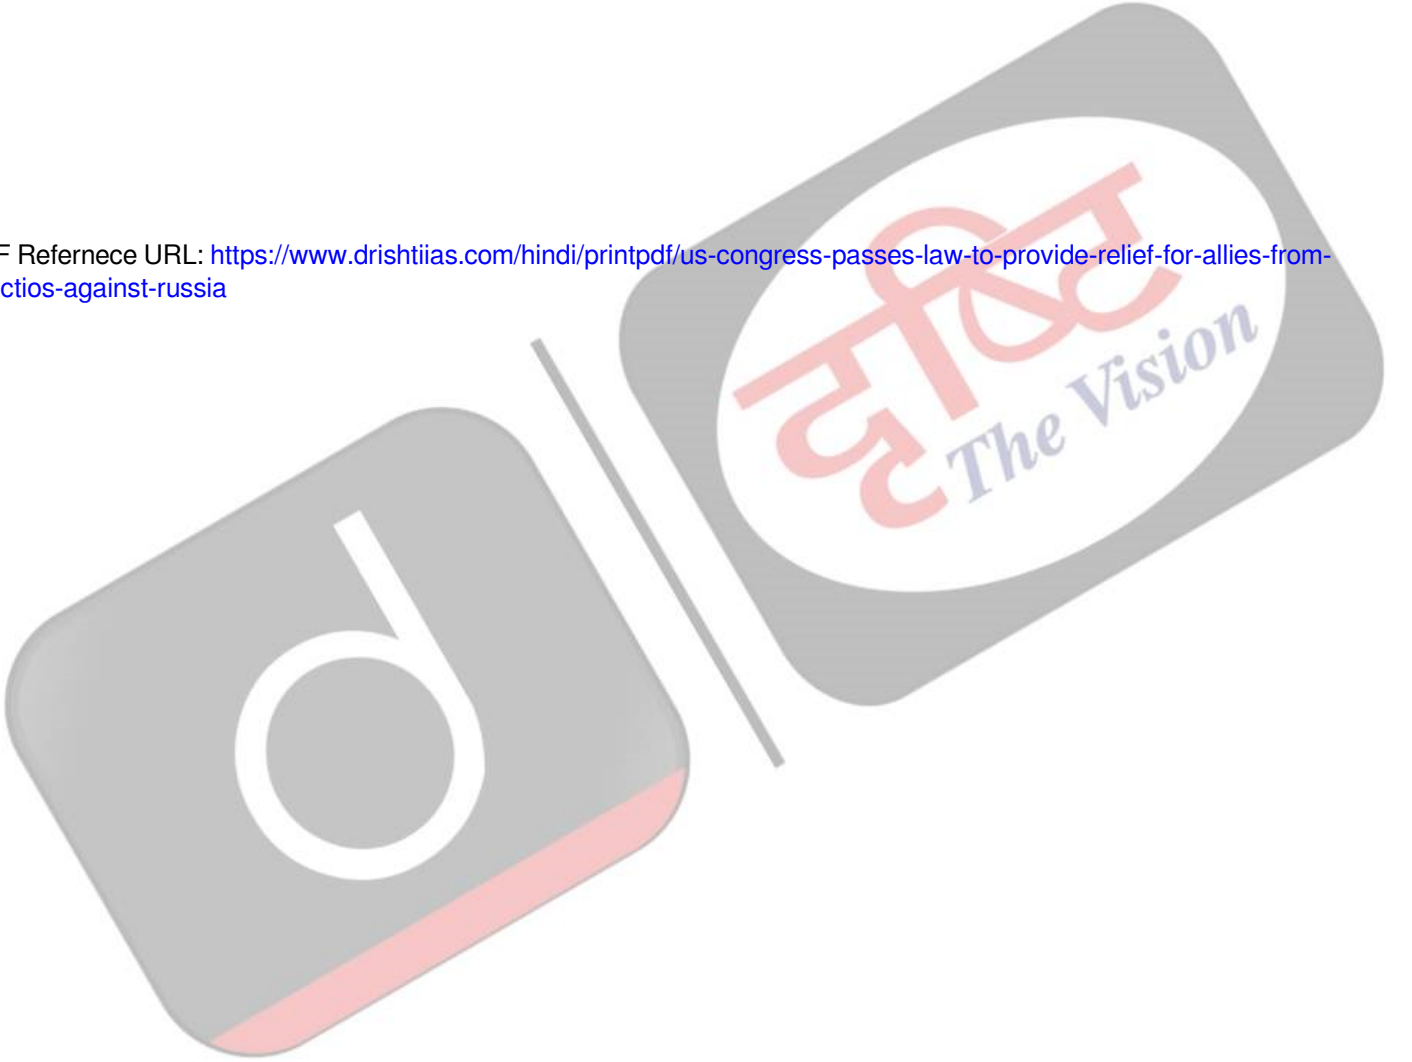 F Refernece URL: https://www.drishtiias.com/hindi/printpdf/us-congress-passes-law-to-provide-relief-for-allies-from-
ctios-against-russia
दृष्टि
The Vision
d